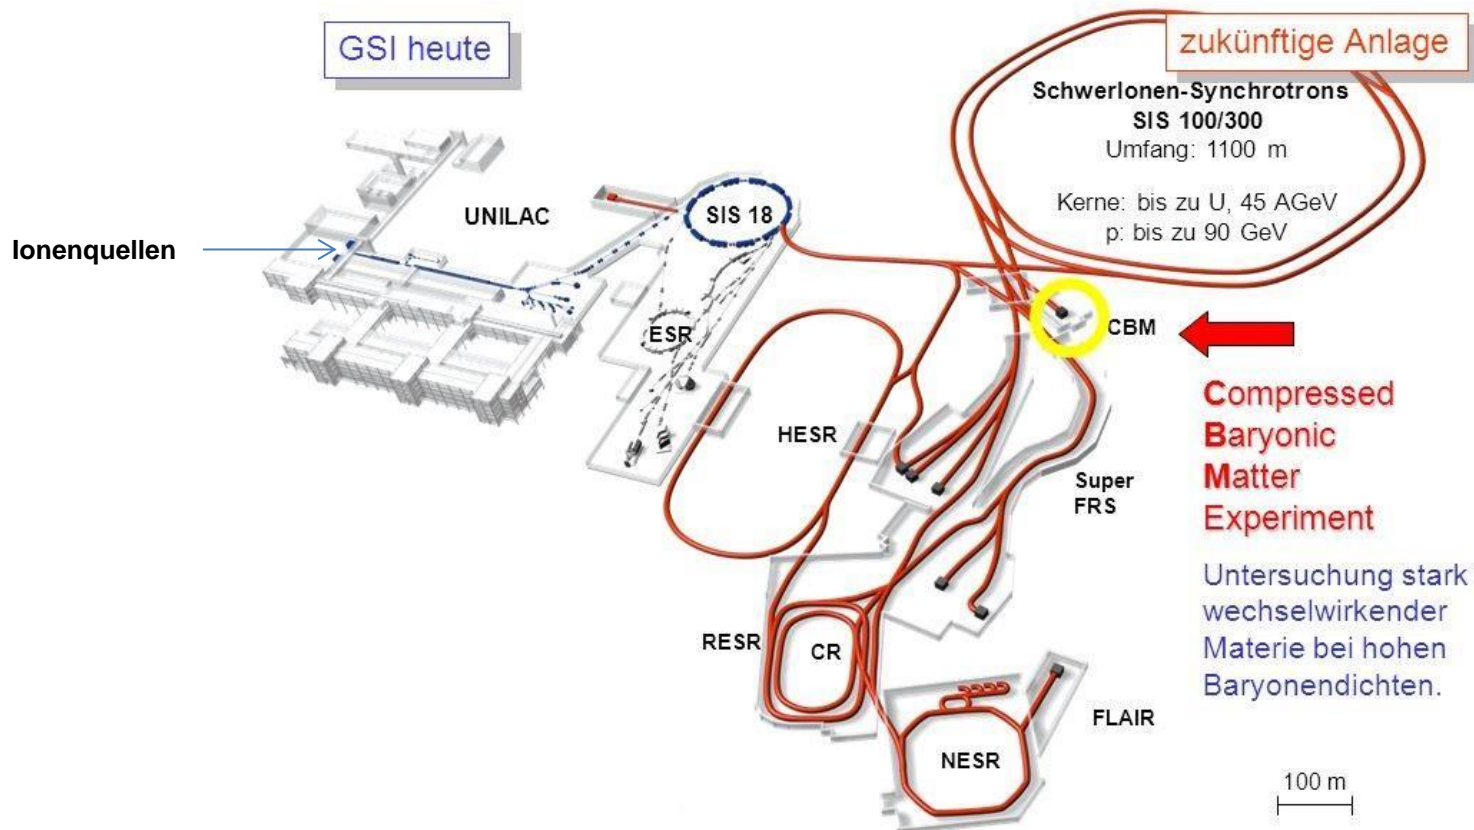 GSI heute
zukünftige Anlage
SchwerIonen-Synchrotrons
SIS 100/300
Umfang: 1100 m
Kerne: bis zu U, 45 AGeV
p: bis zu 90 GeV
UNILAC
SIS 18
Ionenquellen
ESR
CBM
HESR
Compressed
Baryonic
Matter
Experiment
Super
FRS
Untersuchung stark
wechselwirkender
Materie bei hohen
Baryonendichten.
RESR
CR
FLAIR
NESR
100 m